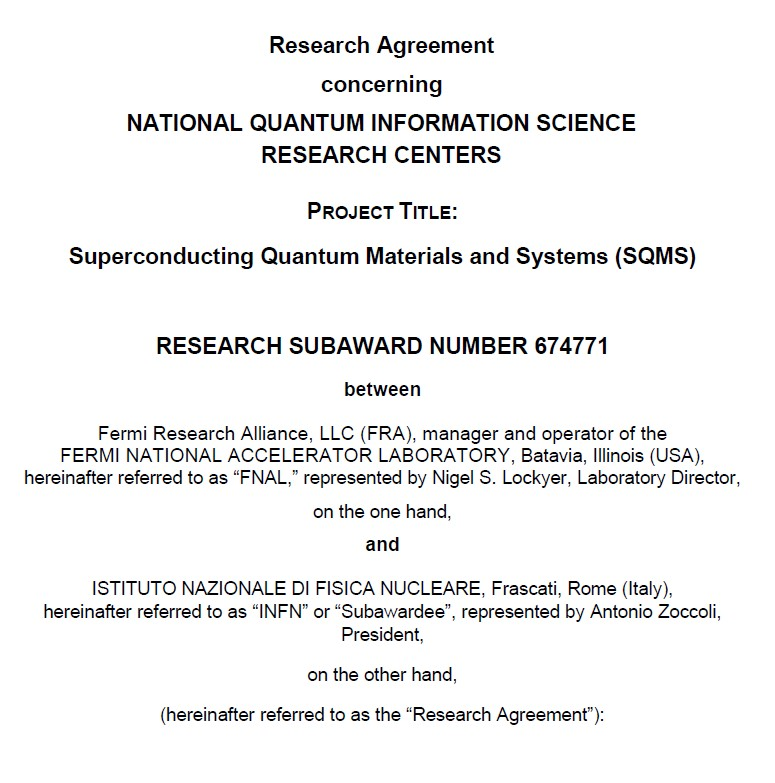 Research Agreement
concerning
NATIONAL QUANTUM INFORMATION SCIENCE
RESEARCH CENTERS
PROJECT TITLE:
Superconducting Quantum Materials and Systems (SQMS)
RESEARCH SUBAWARD NUMBER 674771
between
Fermi Research Alliance, LLC (FRA), manager and operator of the
FERMI NATIONAL ACCELERATOR LABORATORY, Batavia, Illinois (USA),
hereinafter referred to as “FNAL,” represented by Nigel S. Lockyer, Laboratory Director,
on the one hand,
and
ISTITUTO NAZIONALE DI FISICA NUCLEARE, Frascati, Rome (Italy),
hereinafter referred to as “INFN” or “Subawardee”, represented by Antonio Zoccoli,
President,
on the other hand,
(hereinafter referred to as the “Research Agreement”):